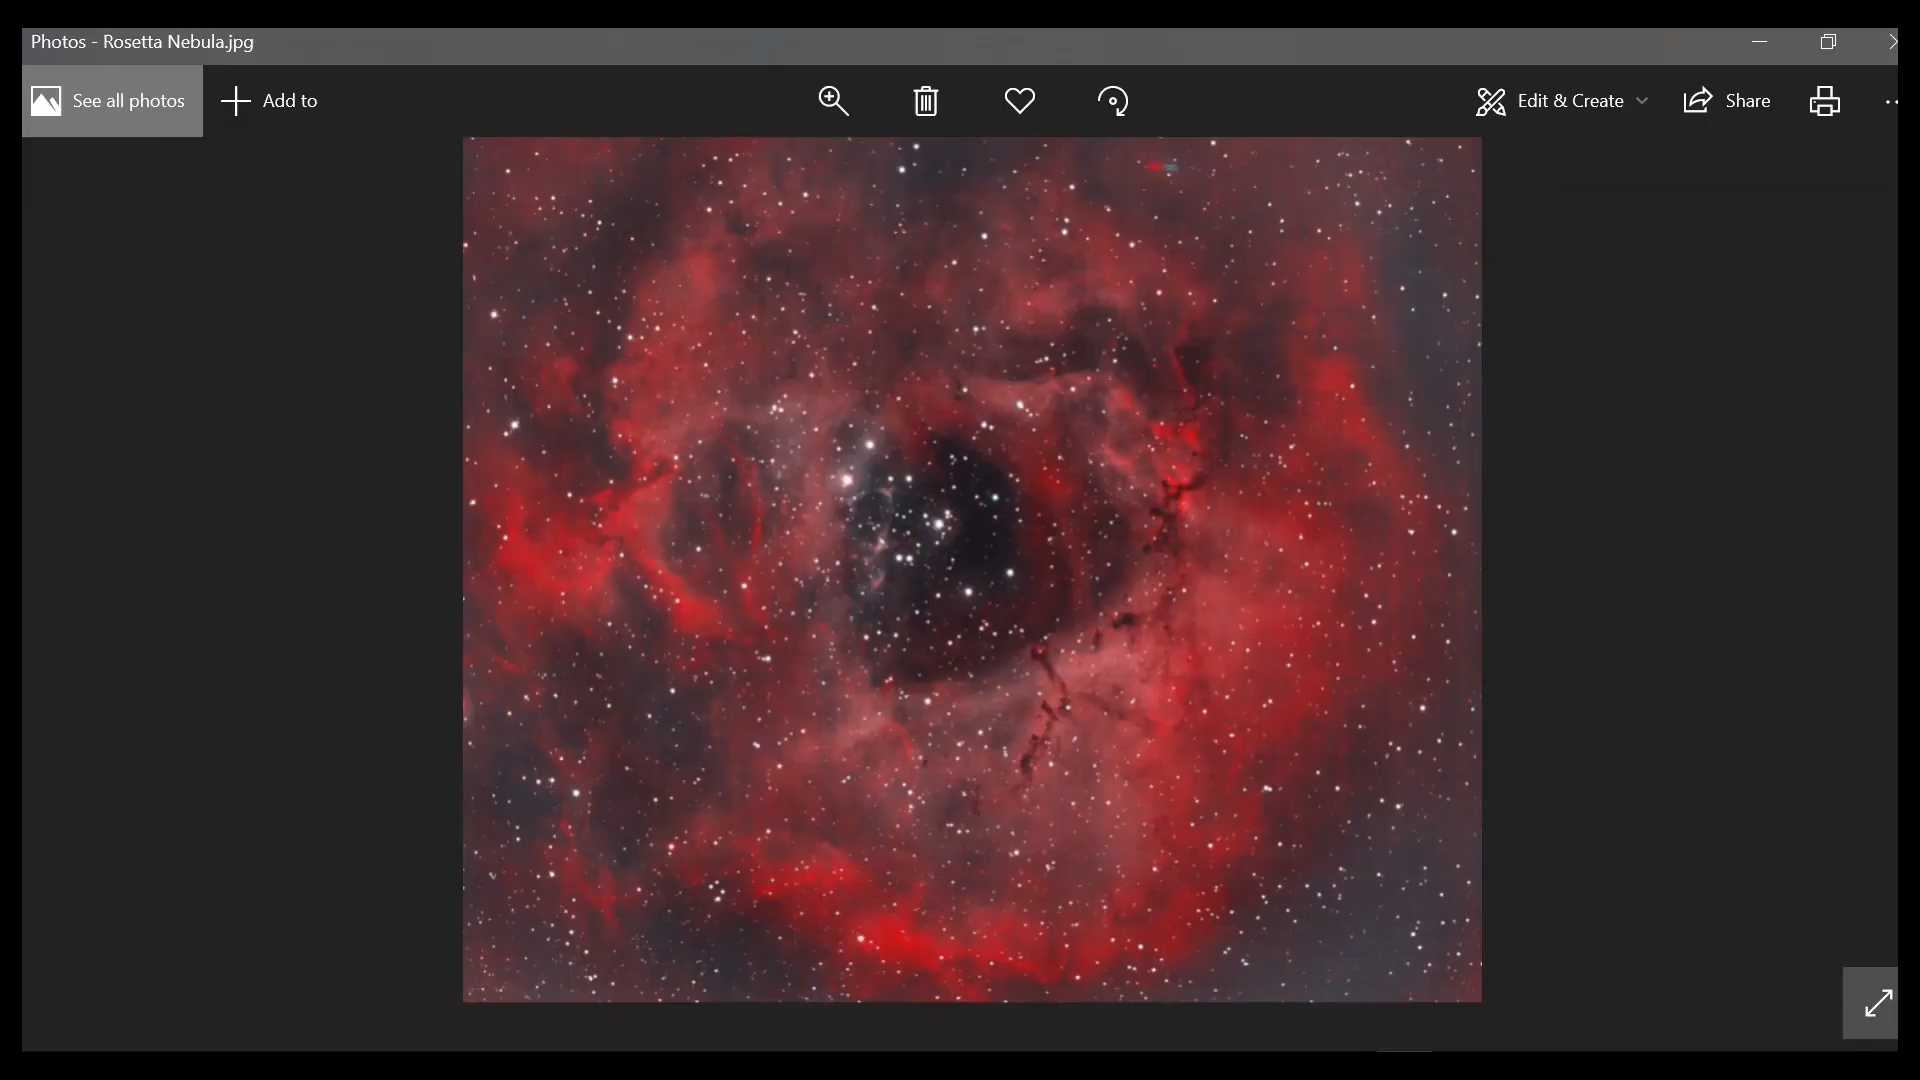 Photos - Rosetta Nebula.jpg
See all photos
Add to
Edit & Create
Share